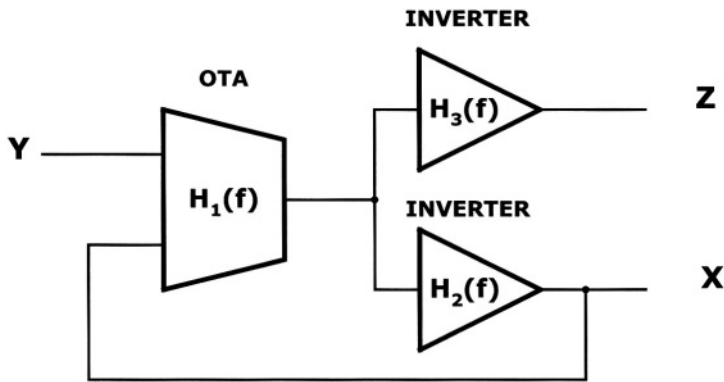 INVERTER
OTA
H₃(f)
Z
Y
H₁(f)
INVERTER
H₂(f)
X